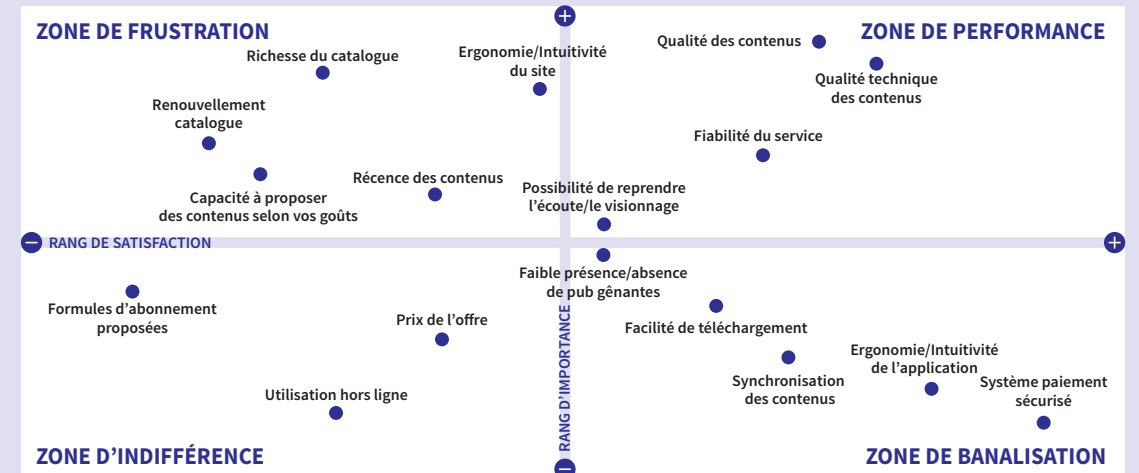 ZONE DE FRUSTRATION
ZONE DE PERFORMANCE
Richesse du catalogue
Ergonomie/Intuitivité
du site
Qualité des contenus
Qualité technique
des contenus
Renouvellement
catalogue
Fiabilité du service
Capacité à proposer
des contenus selon vos goûts
Récence des contenus
Possibilité de reprendre
l'écoute/le visionnage
RANG DE SATISFACTION
Faible présence/absence
de pub gênantes
Formules d'abonnement
proposées
Prix de l'offre
RANG D'IMPORTANCE
Facilité de téléchargement
Utilisation hors ligne
Synchronisation
des contenus
Ergonomie/Intuitivité
de l'application
Système paiement
sécurisé
ZONE D'INDIFFÉRENCE
ZONE DE BANALISATION